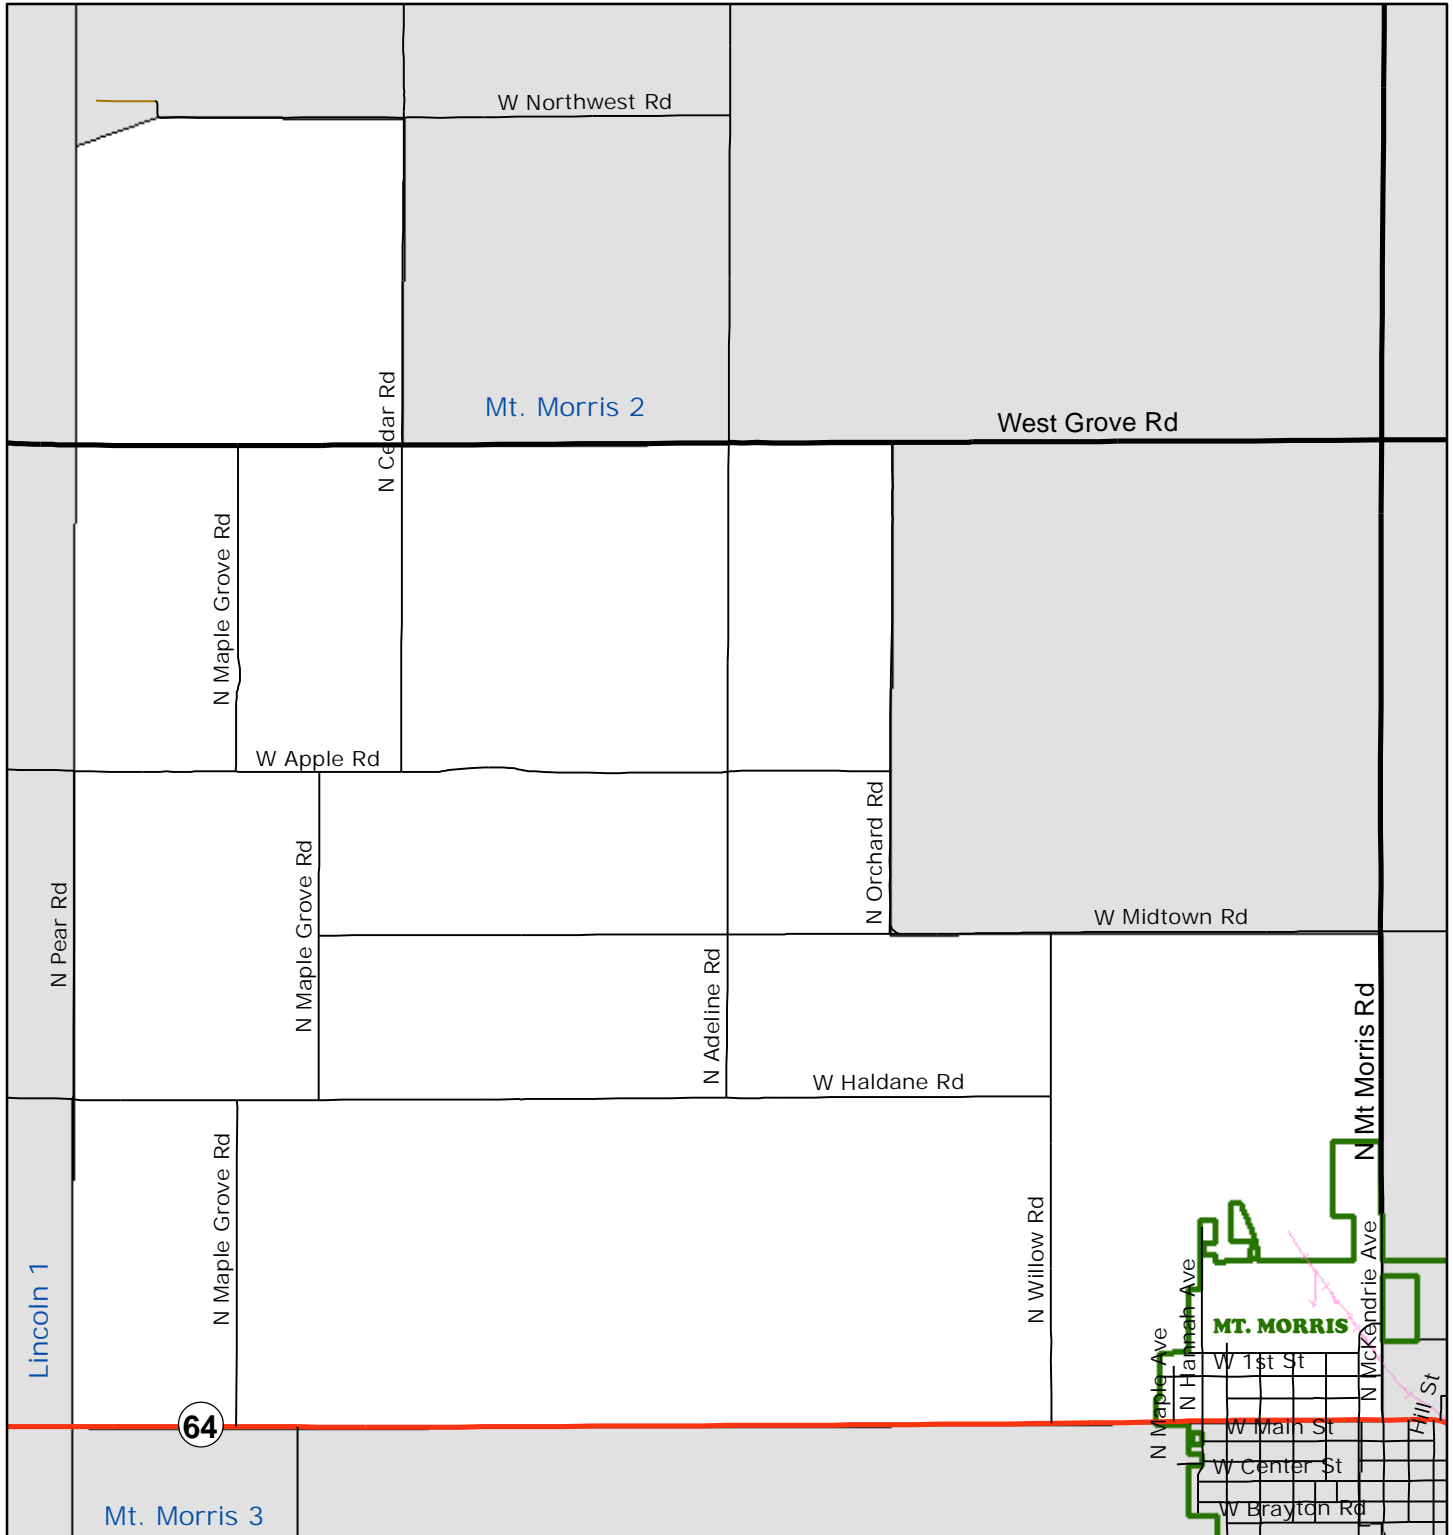 W Northwest Rd
N Cedar Rd
Mt. Morris 2
West Grove Rd
N Maple Grove Rd
W Apple Rd
N Orchard Rd
N Maple Grove Rd
N Pear Rd
W Midtown Rd
N Adeline Rd
N Mt Morris Rd
W Haldane Rd
N Maple Grove Rd
N Willow Rd
Lincoln 1
N McKendrie Ave
N Hannah Ave
MT. MORRIS
N Maple Ave
W 1st St
Hill St
64
W Main St
W Center St
W Brayton Rd
Mt. Morris 3